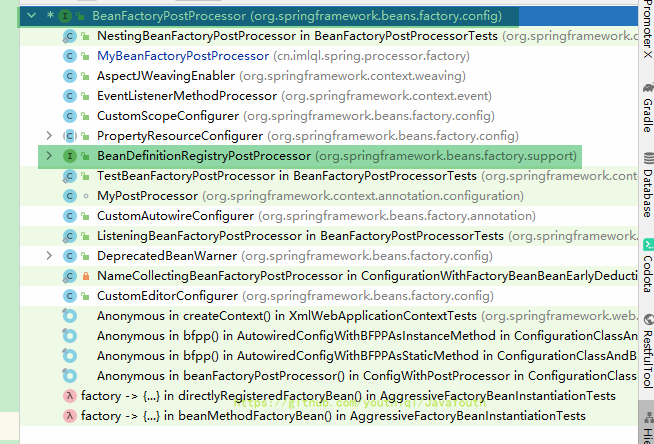 BeanFactoryPostProcessor (org.springframework.beans.factory.config)
NestingBeanFactoryPostProcessor in BeanFactoryPostProcessorTests (org.springframework.c
MyBeanFactoryPostProcessor (cn.imlql.spring.processor.factory)
AspectJWeavingEnabler (org.springframework.context.weaving)
EventListenerMethodProcessor (org.springframework.context.event)
CustomScopeConfigurer (org.springframework.beans.factory.config)
PropertyResourceConfigurer (org.springframework.beans.factory.config)
BeanDefinitionRegistryPostProcessor (org.springframework.beans.factory.support)
TestBeanFactoryPostProcessor in BeanFactoryPostProcessorTests (org.springframework.cont
MyPostProcessor (org.springframework.context.annotation.configuration)
CustomAutowireConfigurer (org.springframework.beans.factory.annotation)
ListeningBeanFactoryPostProcessor in BeanFactoryPostProcessorTests (org.springframework
DeprecatedBeanWarner (org.springframework.beans.factory.config)
NameCollectingBeanFactoryPostProcessor in ConfigurationWithFactoryBeanBeanEarlyDeducti
CustomEditorConfigurer (org.springframework.beans.factory.config)
Anonymous in createContext() in XmlWebApplicationContextTests (org.springframework.web.
Anonymous in bfpp() in AutowiredConfigWithBFPPAsInstanceMethod in ConfigurationClassAn
Anonymous in bfpp() in AutowiredConfigWithBFPPAsStaticMethod in ConfigurationClassAndB
Anonymous in beanFactoryPostProcessor() in ConfigWithPostProcessor in ConfigurationClass
factory -> {...} in directlyRegisteredFactoryBean() in AggressiveFactoryBeanInstantiationTests
factory -> {...} in beanMethodFactoryBean() in AggressiveFactoryBeanInstantiationTests
Promoter X
Gradle
Database
Codota
RestfulTool
Hie